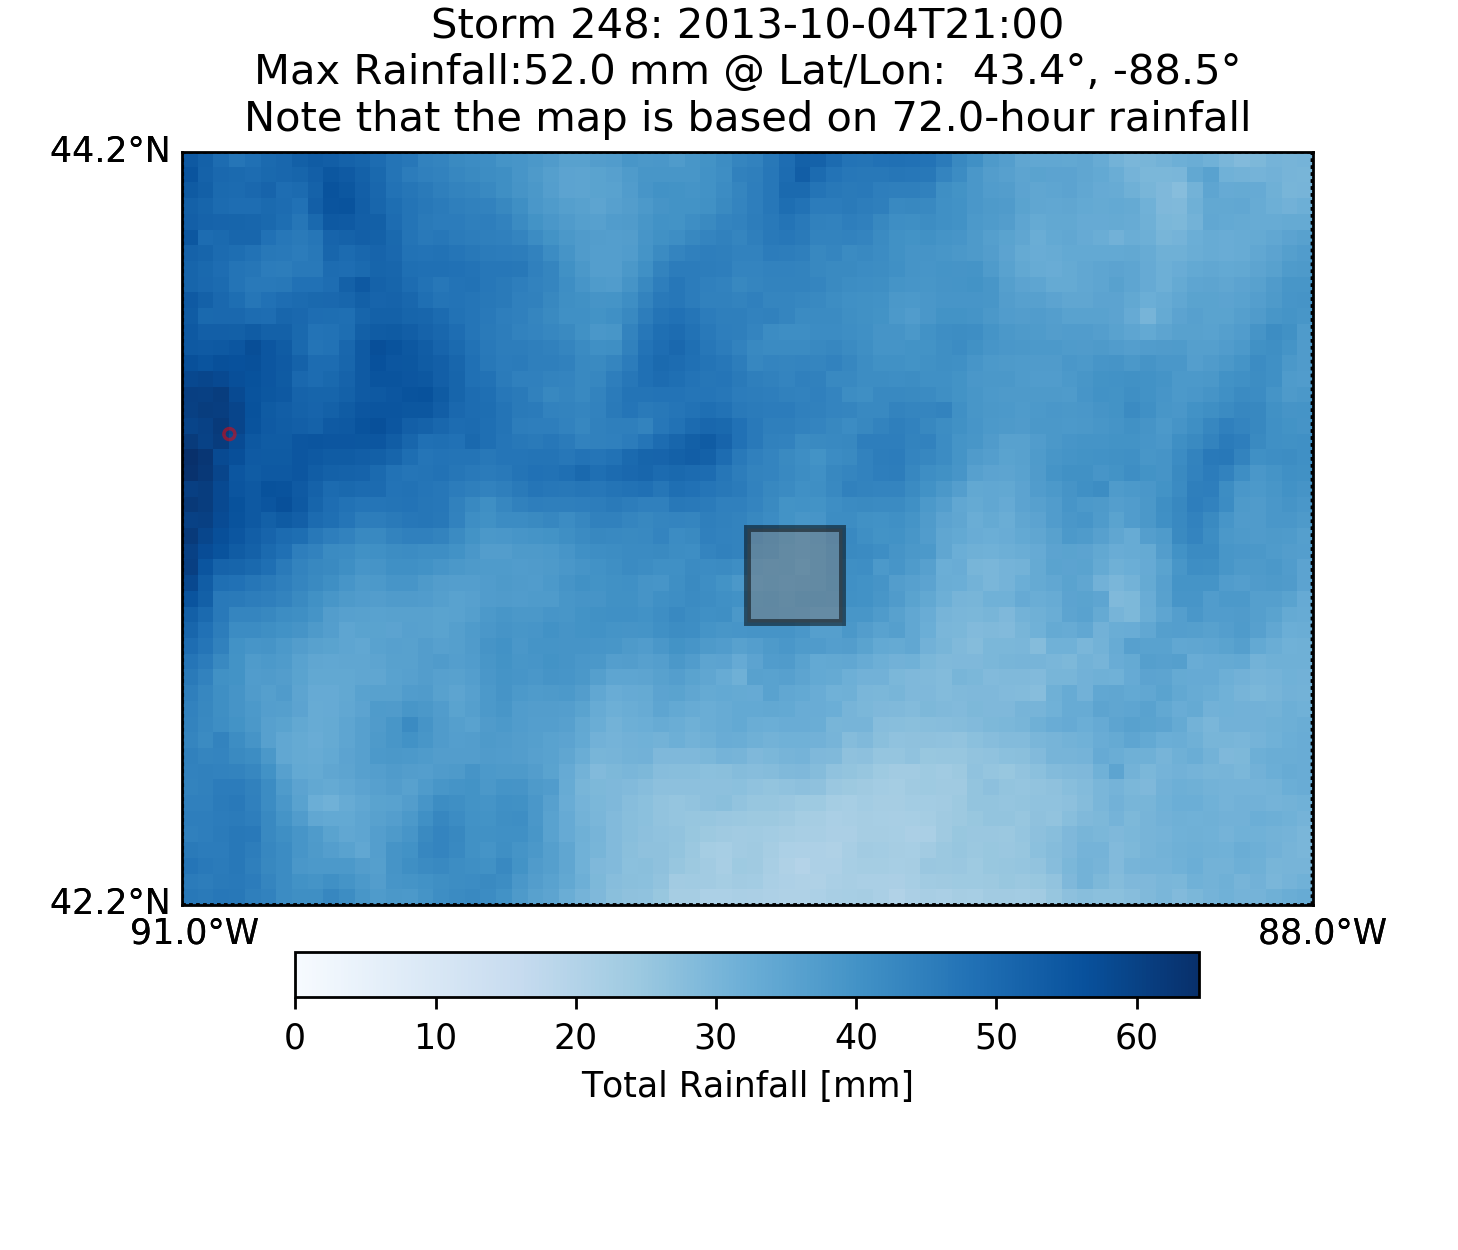 Storm 248: 2013-10-04T21:00
Max Rainfall:52.0 mm @ Lat/Lon:  43.4°, -88.5°
Note that the map is based on 72.0-hour rainfall
44.2°N
42.2°N
91.0°W 88.0°W
0 10 20 30 40 50 60
Total Rainfall [mm]